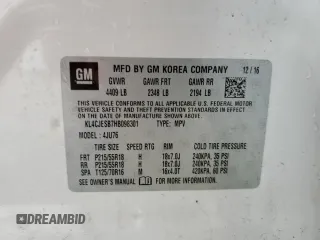 GM
MFD BY GM KOREA COMPANY 12/16
GVWR GAWR FRT GAWR RR
4409 LB 2348 LB 2194 LB
THIS VEHICLE CONFORMS TO ALL APPLICABLE U.S. FEDERAL MOTOR
VEHICLE SAFETY AND THEFT PREVENTION STANDARDS IN EFFECT
ON THE DATE OF MANUFACTURE SHOWN ABOVE.
KL4CJESB7HB098301 TYPE: MPV
MODEL: 4JU76
TIRE SIZE SPEED RTG RIM COLD TIRE PRESSURE
FRT P215/55R18 H 18x7.0J 240KPA, 35 PSI
RR P215/55R18 H 18x7.0J 240KPA, 35 PSI
SPA T125/70R16 M 16x4.0T 420KPA, 60 PSI
SEE OWNER'S MANUAL FOR ADDITIONAL INFORMATION.
AUTOBIDMASTER